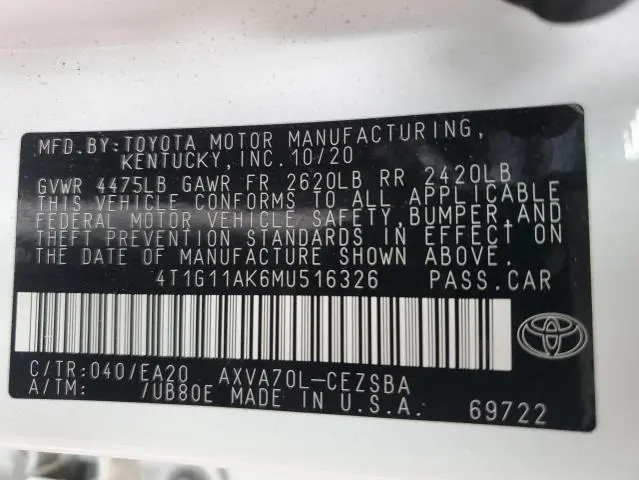 MFD.BY:TOYOTA MOTOR MANUFACTURING,
KENTUCKY, INC. 10/20
GVWR 4475LB GAWR FR 2620LB RR 2420LB
THIS VEHICLE CONFORMS TO ALL APPLICABLE
FEDERAL MOTOR VEHICLE SAFETY, BUMPER, AND
THEFT PREVENTION STANDARDS IN EFFECT ON
THE DATE OF MANUFACTURE SHOWN ABOVE.
4T1G11AK6MU516326 PASS.CAR
C/TR:040/EA20 AXVA70L-CEZSBA
A/TM: /UB80E MADE IN U.S.A.
69722